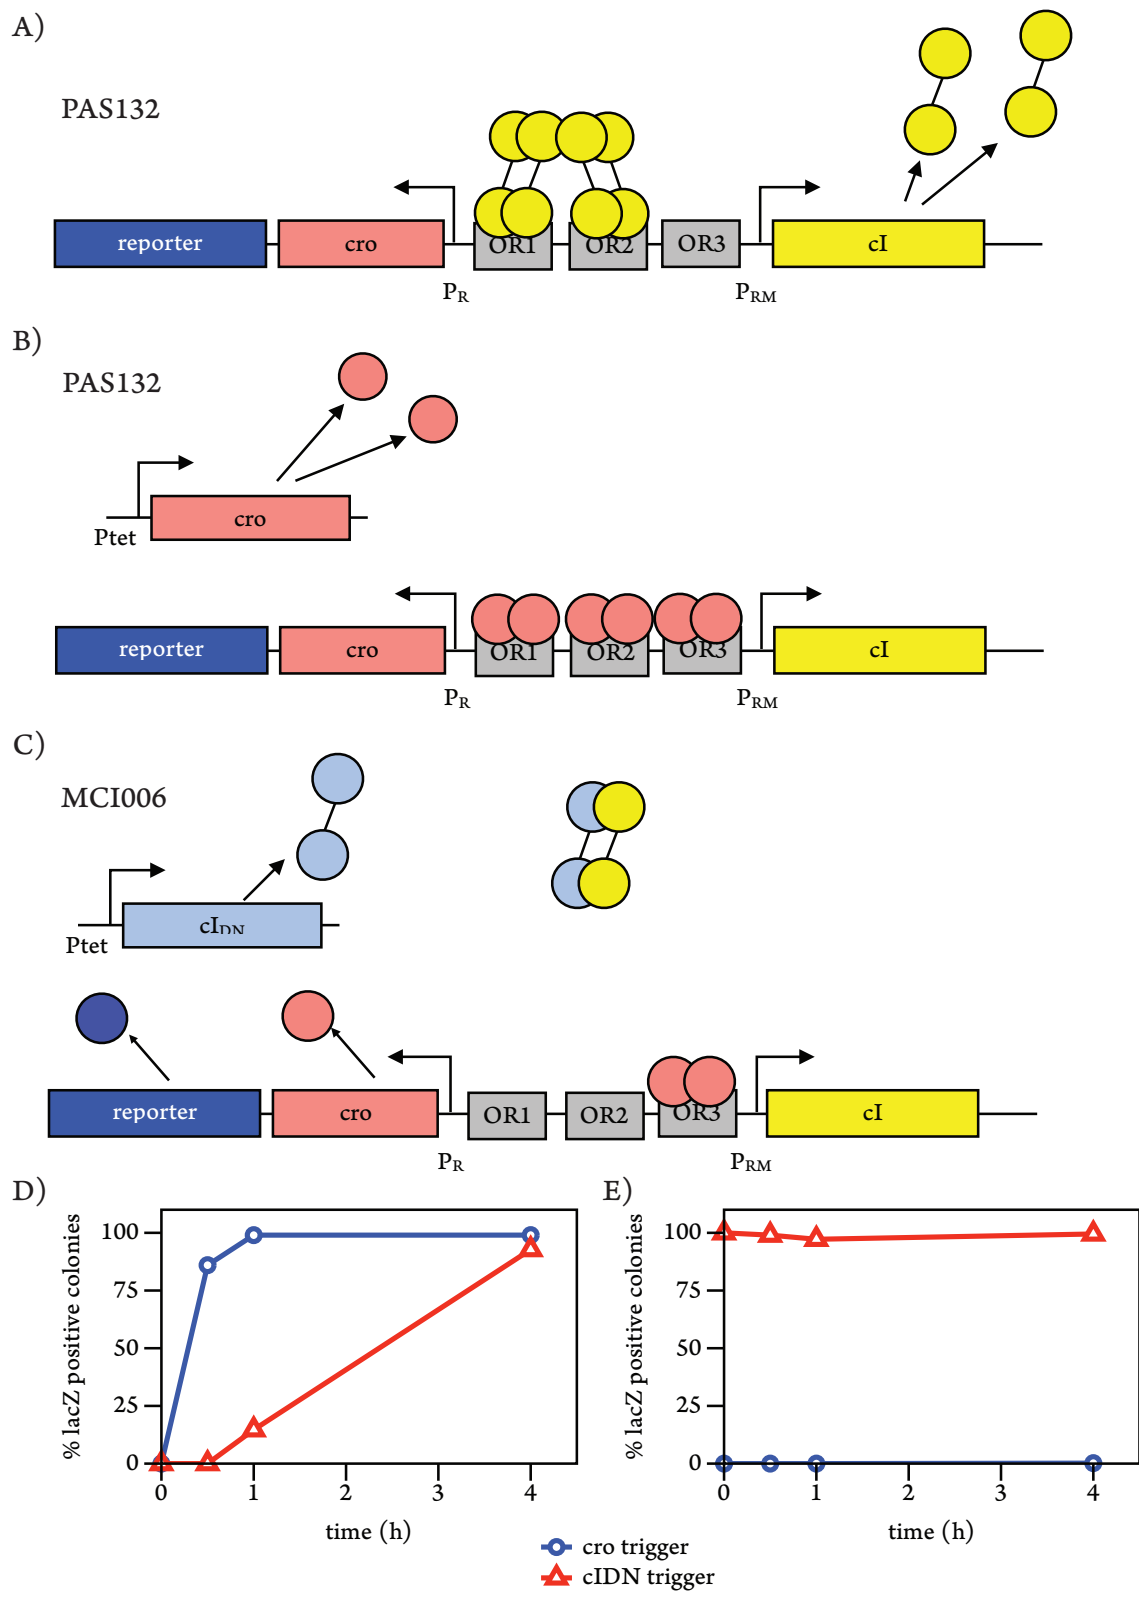 A)
PAS132
reporter cro OR1 OR2 OR3 cI
PR PRM
B)
PAS132
cro
Ptet
reporter cro OR1 OR2 OR3 cI
PR PRM
C)
MCI006
cIDN
Ptet
reporter cro OR1 OR2 OR3 cI
PR PRM
D)
% lacZ positive colonies
100
75
50
25
0
0 1 2 3 4
time (h)
E)
% lacZ positive colonies
100
75
50
25
0
0 1 2 3 4
time (h)
cro trigger
cIDN trigger